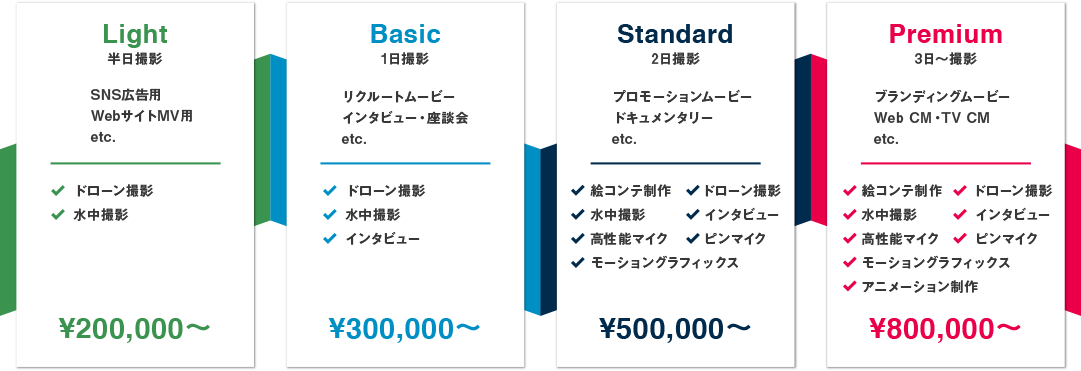 Light
半日撮影
SNS広告用
WebサイトMV用
etc.
ドローン撮影
水中撮影
¥200,000〜
Basic
1日撮影
リクルートムービー
インタビュー・座談会
etc.
ドローン撮影
水中撮影
インタビュー
¥300,000〜
Standard
2日撮影
プロモーションムービー
ドキュメンタリー
etc.
絵コンテ制作 ドローン撮影
水中撮影 インタビュー
高性能マイク ピンマイク
モーショングラフィックス
¥500,000〜
Premium
3日〜撮影
ブランディングムービー
Web CM・TV CM
etc.
絵コンテ制作 ドローン撮影
水中撮影 インタビュー
高性能マイク ピンマイク
モーショングラフィックス
アニメーション制作
¥800,000〜